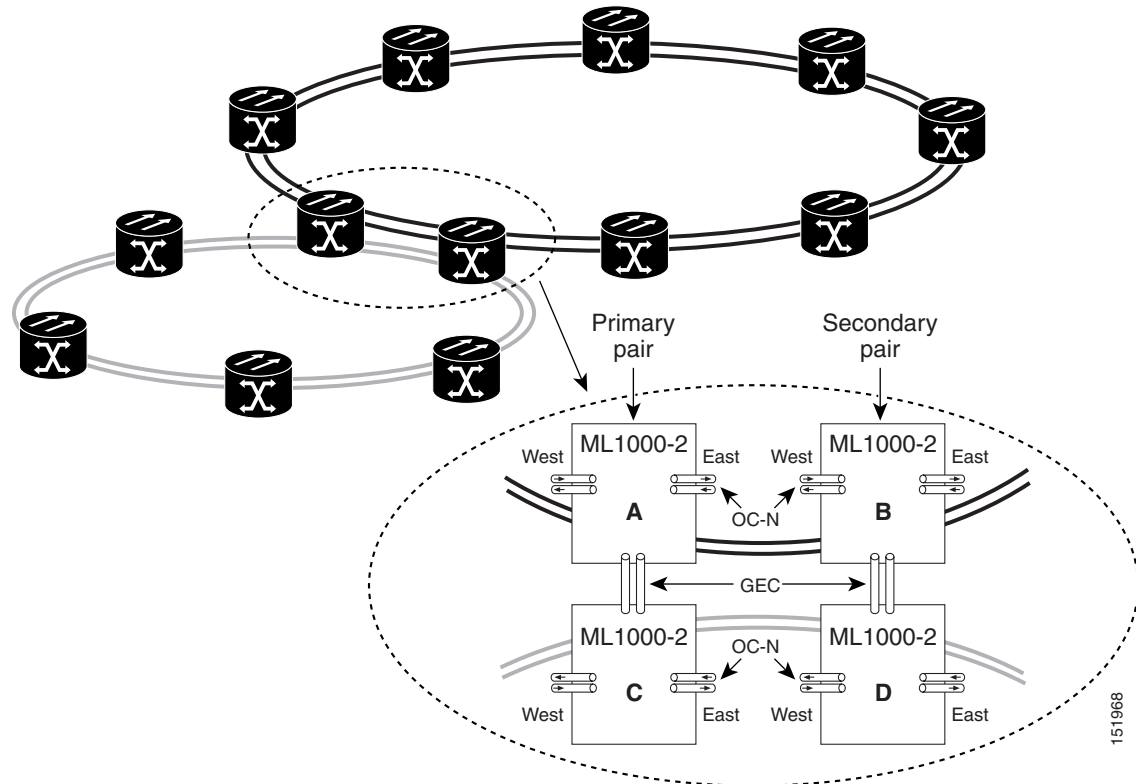 Primary
pair
Secondary
pair
ML1000-2
ML1000-2
West
East
West
East
A
OC-N
B
GEC
ML1000-2
ML1000-2
OC-N
C
D
West
East
West
East
151968